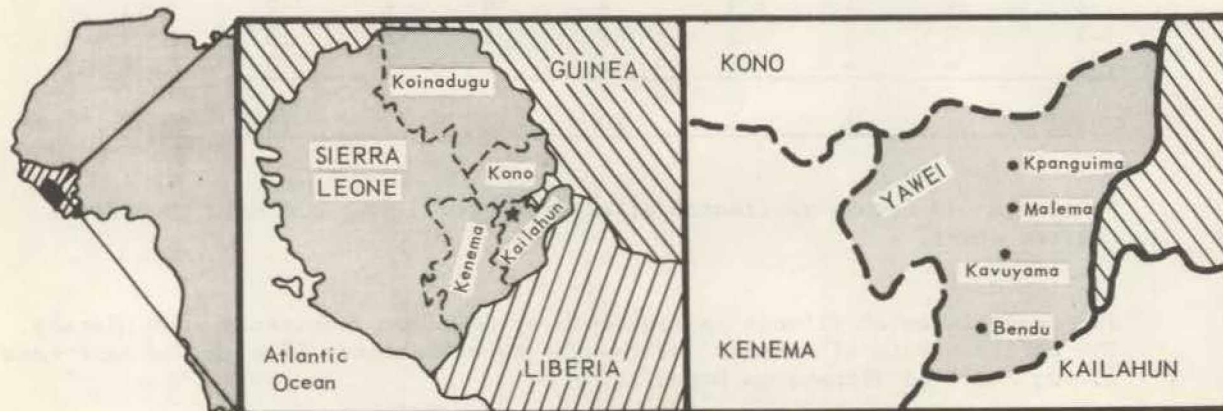 Koinadugu
GUINEA
SIERRA
LEONE
Kono
Kenema
Kailahun
Atlantic
Ocean
LIBERIA
KONO
YAWEI
Kpanguima
Malema
Kavuyama
Bendu
KENEMA
KAILAHUN